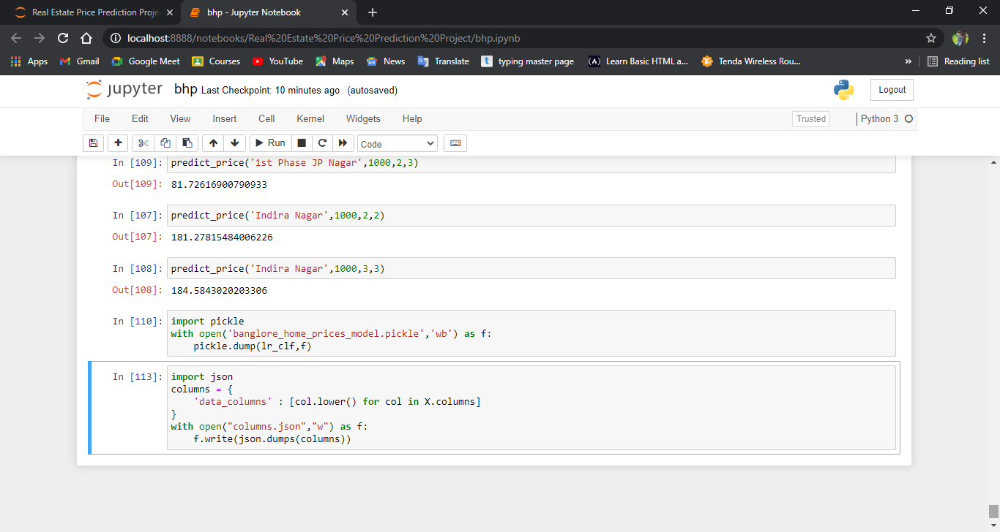 Real Estate Price Prediction Proje
bhp - Jupyter Notebook
localhost:8888/notebooks/Real%20Estate%20Price%20Prediction%20Project/bhp.ipynb
Apps Gmail Google Meet Courses YouTube Maps News Translate typing master page Learn Basic HTML a... Tenda Wireless Rou... » Reading list
jupyter bhp Last Checkpoint: 10 minutes ago (autosaved) Logout
File Edit View Insert Cell Kernel Widgets Help Trusted Python 3
Run Code
In [109]: predict_price('1st Phase JP Nagar',1000,2,3)
Out[109]: 81.72616900790933
In [107]: predict_price('Indira Nagar',1000,2,2)
Out[107]: 181.27815484006226
In [108]: predict_price('Indira Nagar',1000,3,3)
Out[108]: 184.5843020203306
In [110]: import pickle
with open('banglore_home_prices_model.pickle','wb') as f:
    pickle.dump(lr_clf,f)
In [113]: import json
columns = {
    'data_columns' : [col.lower() for col in X.columns]
}
with open("columns.json","w") as f:
    f.write(json.dumps(columns))